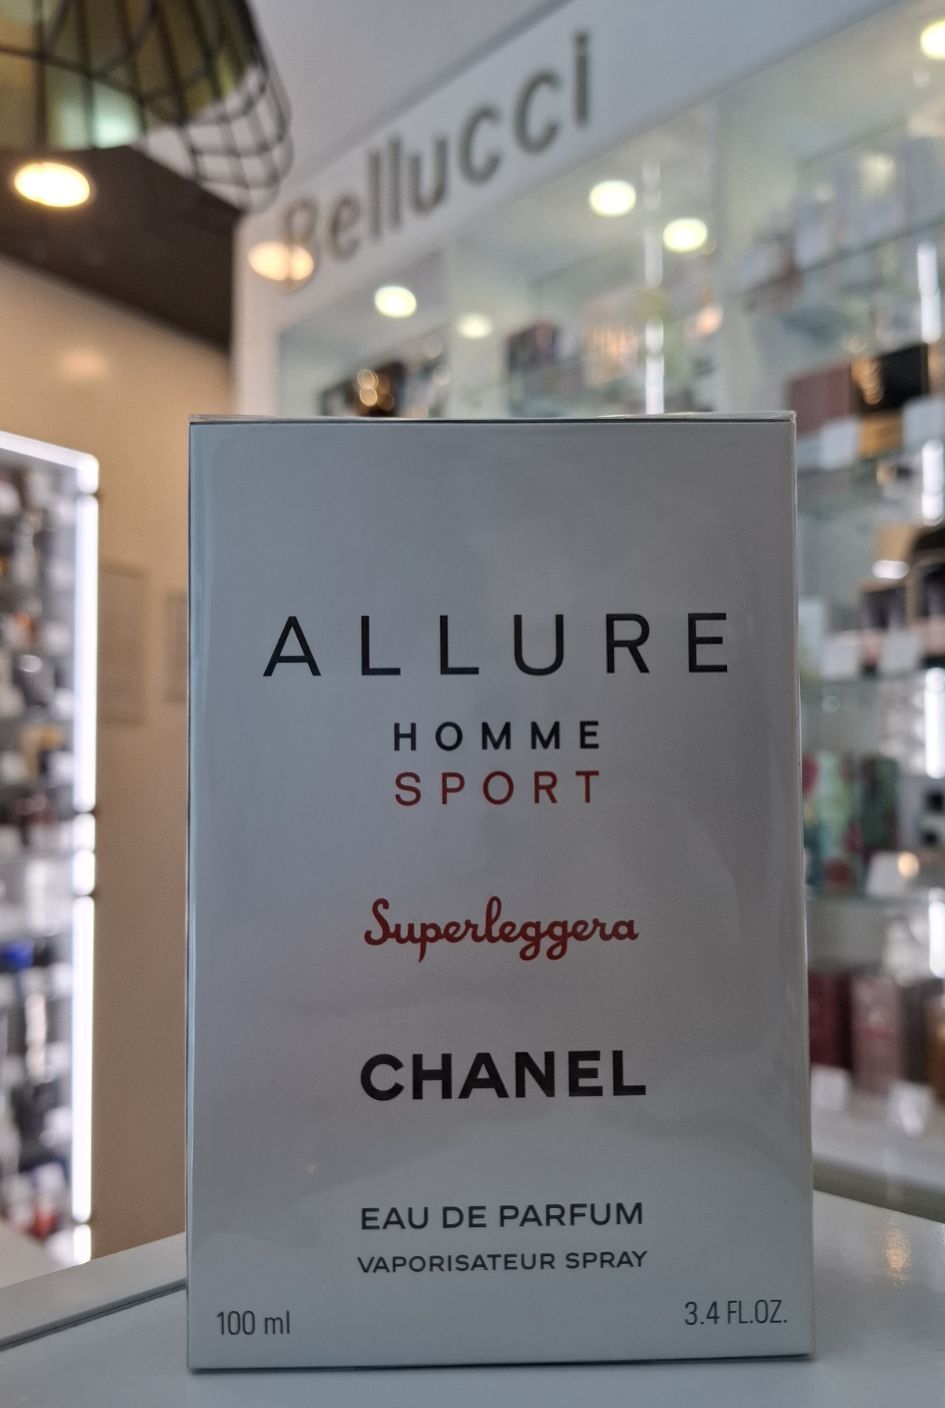 Bellucci
ALLURE
HOMME
SPORT
Superleggera
CHANEL
EAU DE PARFUM
VAPORISATEUR SPRAY
100 ml
3.4 FL.OZ.